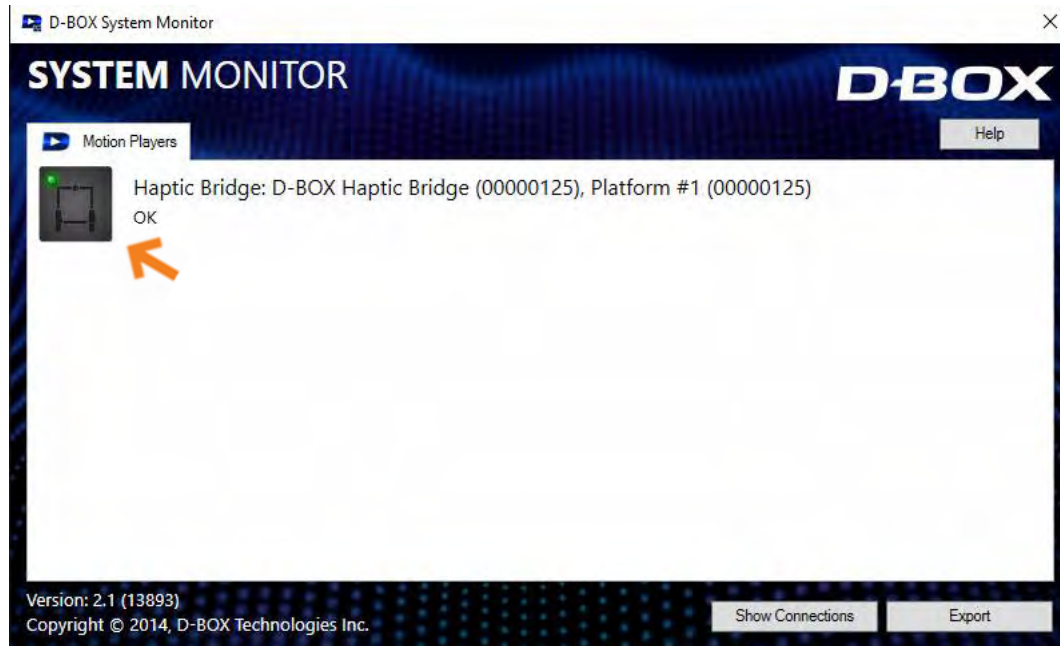 D-BOX System Monitor
SYSTEM MONITOR
D-BOX
Motion Players
Help
Haptic Bridge: D-BOX Haptic Bridge (00000125), Platform #1 (00000125)
OK
Version: 2.1 (13893)
Copyright © 2014, D-BOX Technologies Inc.
Show Connections
Export